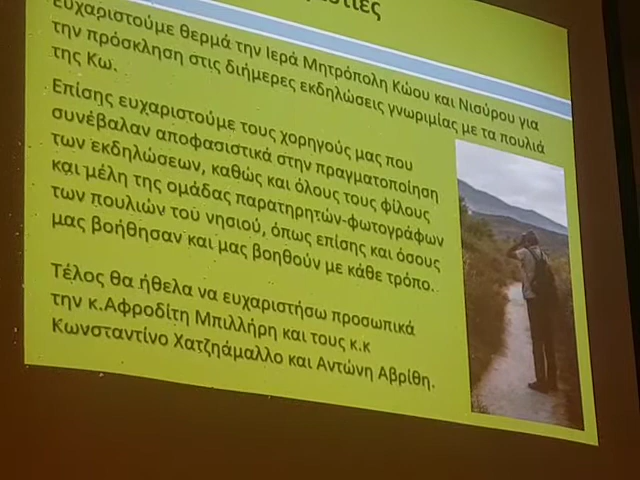 ευχαριστούμε θερμά την Ιερά Μητρόπολη Κώου και Νισύρου για
την πρόσκληση στις διήμερες εκδηλώσεις γνωριμίας με τα πουλιά
της Κω.
Επίσης ευχαριστούμε τους χορηγούς μας που
συνέβαλαν αποφασιστικά στην πραγματοποίηση
των εκδηλώσεων, καθώς και όλους τους φίλους
και μέλη της ομάδας παρατηρητών-φωτογράφων
των πουλιών του νησιού, όπως επίσης και όσους
μας βοήθησαν και μας βοηθούν με κάθε τρόπο.
Τέλος θα ήθελα να ευχαριστήσω προσωπικά
την κ.Αφροδίτη Μπιλλήρη και τους κ.κ
Κωνσταντίνο Χατζηάμαλλο και Αντώνη Αβρίθη.